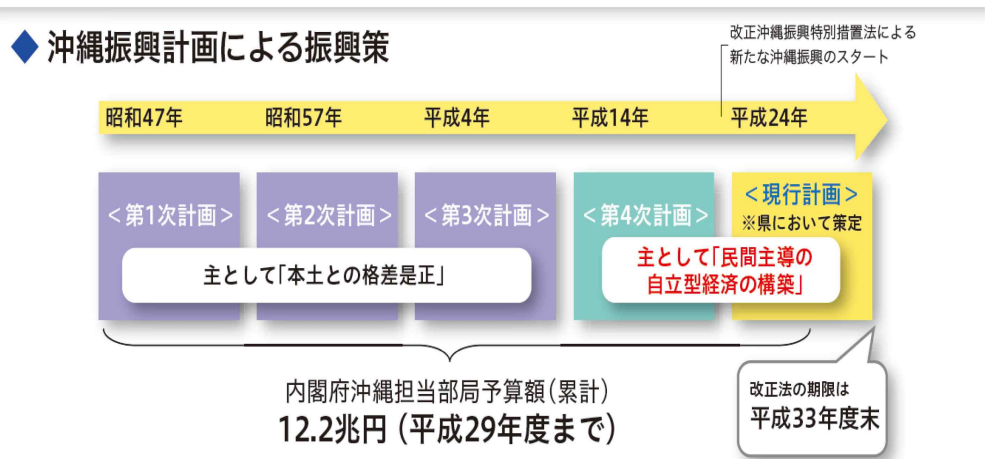 ◆ 沖縄振興計画による振興策
改正沖縄振興特別措置法による
新たな沖縄振興のスタート
昭和47年 昭和57年 平成4年 平成14年 平成24年
<第1次計画> <第2次計画> <第3次計画> <第4次計画> <現行計画>
※県において策定
主として「本土との格差是正」
主として「民間主導の
自立型経済の構築」
内閣府沖縄担当部局予算額(累計)
12.2兆円(平成29年度まで)
改正法の期限は
平成33年度末